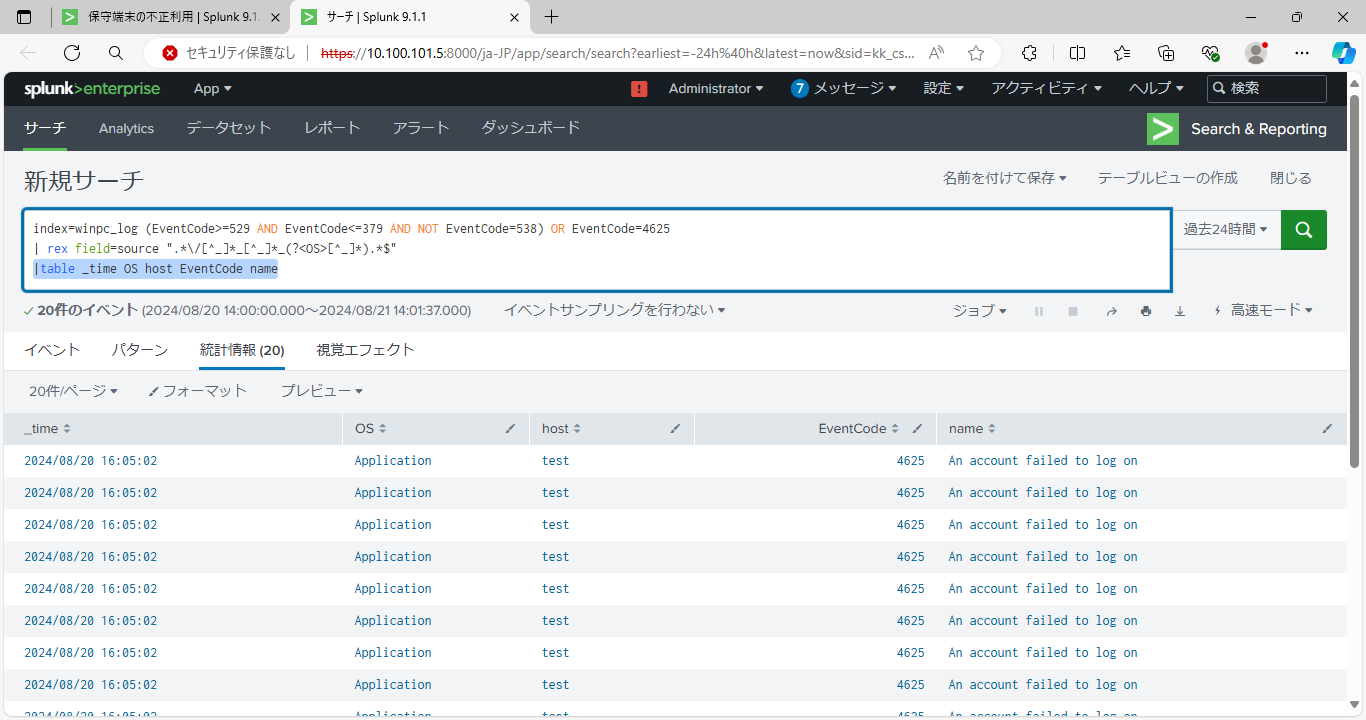 保守端末の不正利用 | Splunk 9.1.
サーチ | Splunk 9.1.1
セキュリティ保護なし
https://10.100.101.5:8000/ja-JP/app/search/search?earliest=-24h%40h&latest=now&sid=kk_cs...
splunk>enterprise
App
Administrator
7 メッセージ
設定
アクティビティ
ヘルプ
検索
サーチ
Analytics
データセット
レポート
アラート
ダッシュボード
Search & Reporting
新規サーチ
名前を付けて保存
テーブルビューの作成
閉じる
index=winpc_log (EventCode>=529 AND EventCode<=379 AND NOT EventCode=538) OR EventCode=4625
| rex field=source ".*\/[^_]*_[^_]*_(?<OS>[^_]*).*$"
|table _time OS host EventCode name
過去24時間
20件のイベント (2024/08/20 14:00:00.000～2024/08/21 14:01:37.000)
イベントサンプリングを行わない
ジョブ
高速モード
イベント
パターン
統計情報 (20)
視覚エフェクト
20件/ページ
フォーマット
プレビュー
_time OS host EventCode name
2024/08/20 16:05:02 Application test 4625 An account failed to log on
2024/08/20 16:05:02 Application test 4625 An account failed to log on
2024/08/20 16:05:02 Application test 4625 An account failed to log on
2024/08/20 16:05:02 Application test 4625 An account failed to log on
2024/08/20 16:05:02 Application test 4625 An account failed to log on
2024/08/20 16:05:02 Application test 4625 An account failed to log on
2024/08/20 16:05:02 Application test 4625 An account failed to log on
2024/08/20 16:05:02 Application test 4625 An account failed to log on
2024/08/20 16:05:02 Application test 4625 An account failed to log on